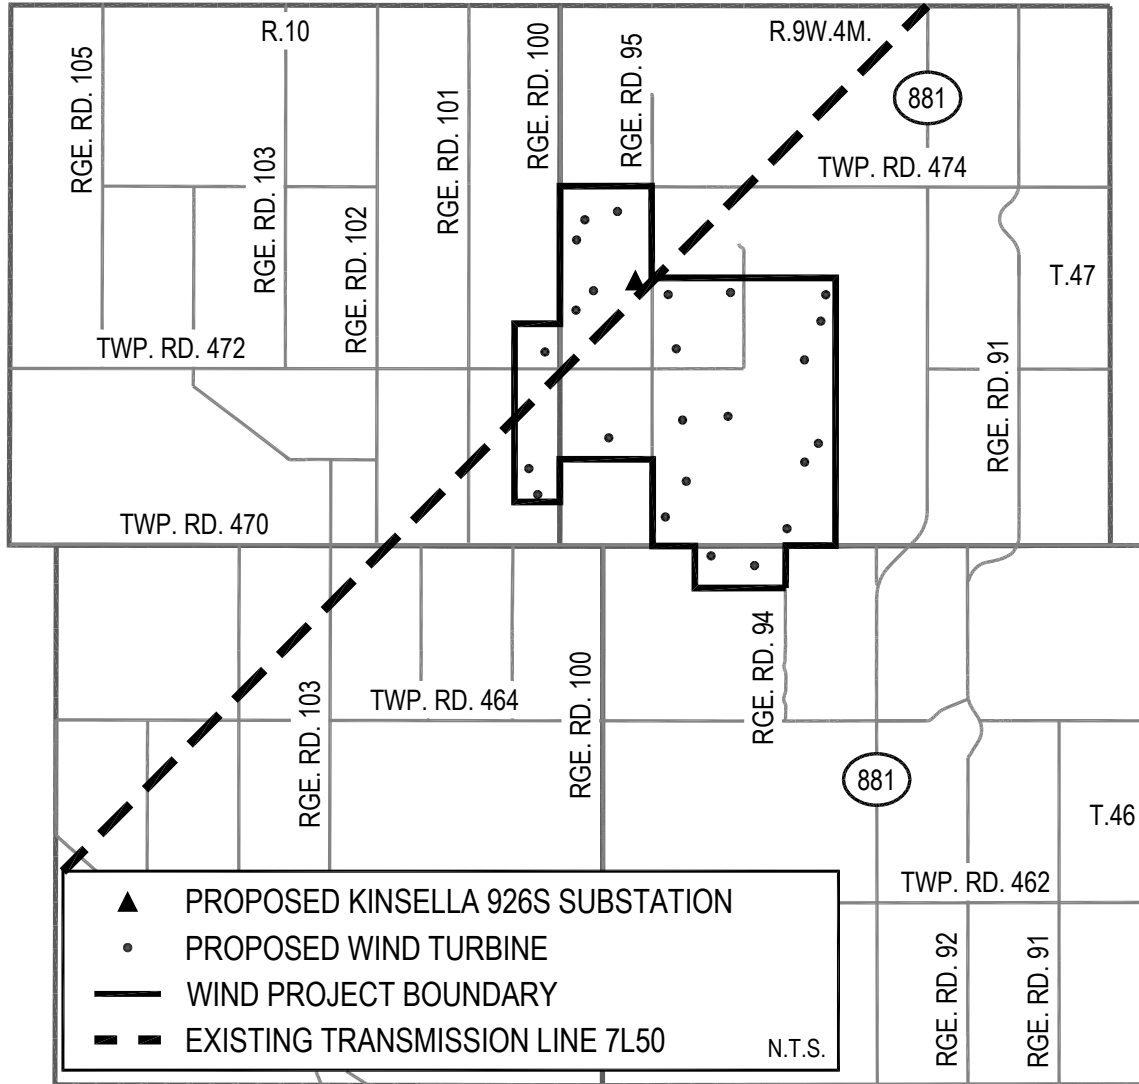 R.10
R.9W.4M.
RGE. RD. 105
RGE. RD. 103
RGE. RD. 102
RGE. RD. 101
RGE. RD. 100
RGE. RD. 95
881
TWP. RD. 474
T.47
TWP. RD. 472
RGE. RD. 91
TWP. RD. 470
RGE. RD. 103
TWP. RD. 464
RGE. RD. 100
RGE. RD. 94
881
T.46
TWP. RD. 462
RGE. RD. 92
RGE. RD. 91
PROPOSED KINSELLA 926S SUBSTATION
PROPOSED WIND TURBINE
WIND PROJECT BOUNDARY
EXISTING TRANSMISSION LINE 7L50
N.T.S.